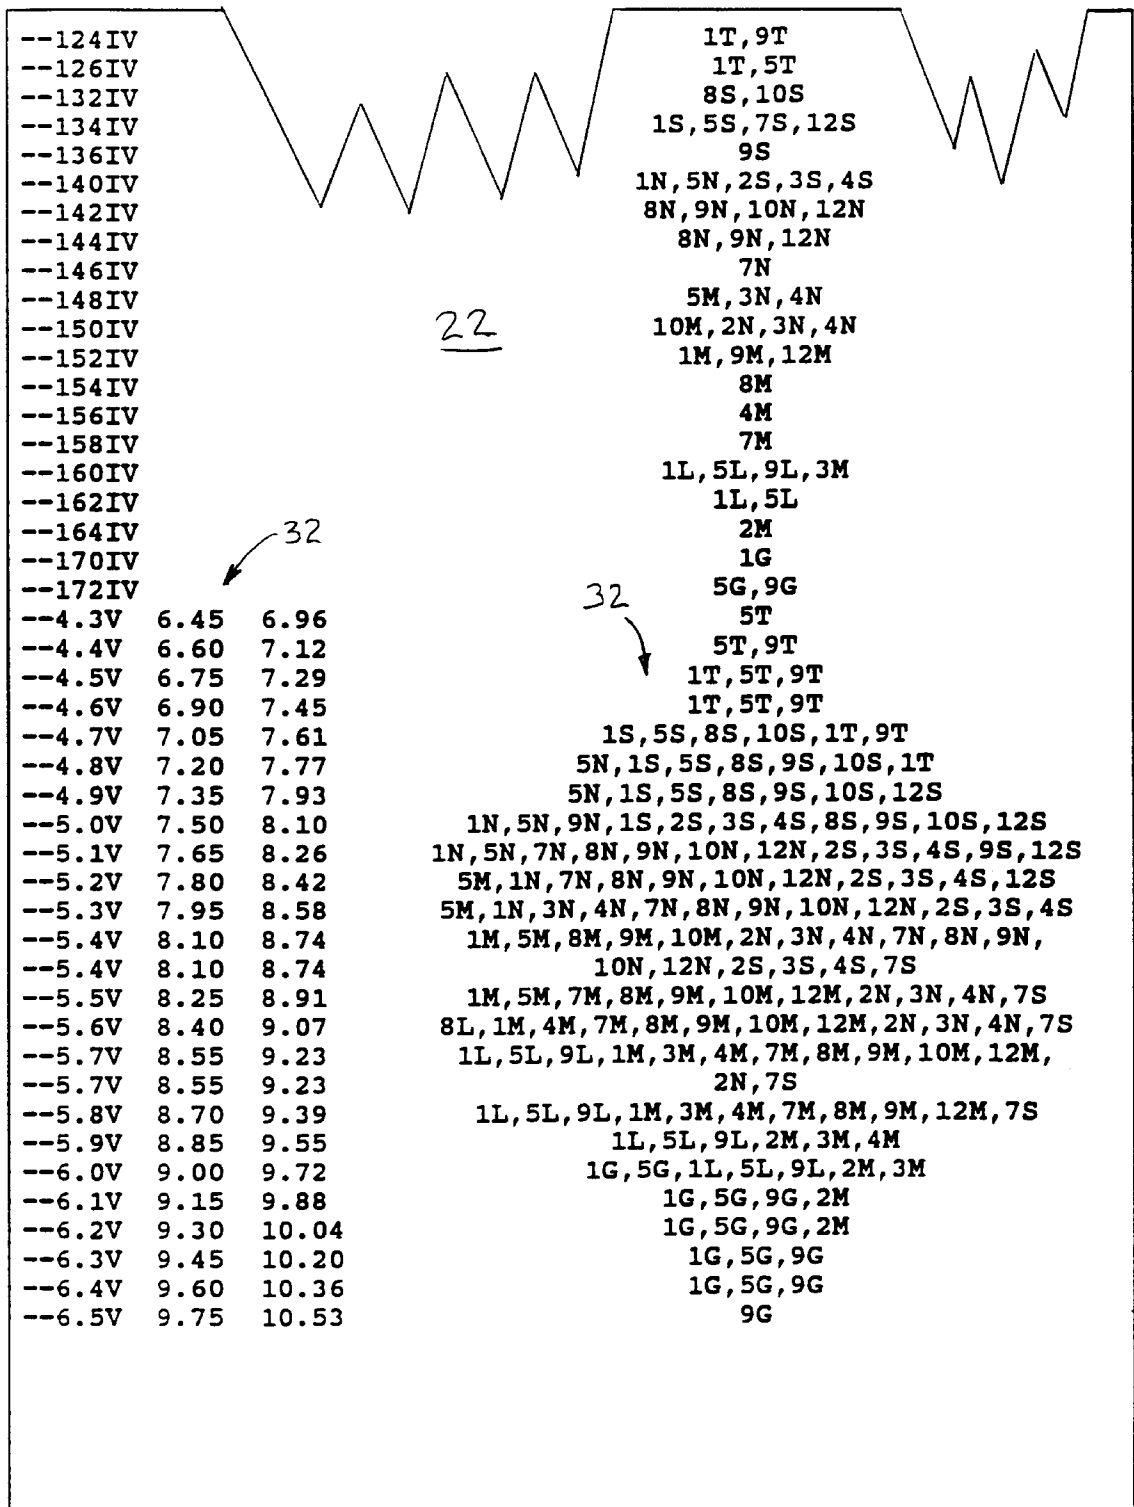 --124IV 1T,9T
--126IV 1T,5T
--132IV 8S,10S
--134IV 1S,5S,7S,12S
--136IV 9S
--140IV 1N,5N,2S,3S,4S
--142IV 8N,9N,10N,12N
--144IV 8N,9N,12N
--146IV 7N
--148IV 5M,3N,4N
22
--150IV 10M,2N,3N,4N
--152IV 1M,9M,12M
--154IV 8M
--156IV 4M
--158IV 7M
--160IV 1L,5L,9L,3M
--162IV 1L,5L
--164IV 2M
32
--170IV 1G
--172IV 5G,9G
32
--4.3V 6.45 6.96 5T
--4.4V 6.60 7.12 5T,9T
--4.5V 6.75 7.29 1T,5T,9T
--4.6V 6.90 7.45 1T,5T,9T
--4.7V 7.05 7.61 1S,5S,8S,10S,1T,9T
--4.8V 7.20 7.77 5N,1S,5S,8S,9S,10S,1T
--4.9V 7.35 7.93 5N,1S,5S,8S,9S,10S,12S
--5.0V 7.50 8.10 1N,5N,9N,1S,2S,3S,4S,8S,9S,10S,12S
--5.1V 7.65 8.26 1N,5N,7N,8N,9N,10N,12N,2S,3S,4S,9S,12S
--5.2V 7.80 8.42 5M,1N,7N,8N,9N,10N,12N,2S,3S,4S,12S
--5.3V 7.95 8.58 5M,1N,3N,4N,7N,8N,9N,10N,12N,2S,3S,4S
--5.4V 8.10 8.74 1M,5M,8M,9M,10M,2N,3N,4N,7N,8N,9N,
--5.4V 8.10 8.74 10N,12N,2S,3S,4S,7S
--5.5V 8.25 8.91 1M,5M,7M,8M,9M,10M,12M,2N,3N,4N,7S
--5.6V 8.40 9.07 8L,1M,4M,7M,8M,9M,10M,12M,2N,3N,4N,7S
--5.7V 8.55 9.23 1L,5L,9L,1M,3M,4M,7M,8M,9M,10M,12M,
--5.7V 8.55 9.23 2N,7S
--5.8V 8.70 9.39 1L,5L,9L,1M,3M,4M,7M,8M,9M,12M,7S
--5.9V 8.85 9.55 1L,5L,9L,2M,3M,4M
--6.0V 9.00 9.72 1G,5G,1L,5L,9L,2M,3M
--6.1V 9.15 9.88 1G,5G,9G,2M
--6.2V 9.30 10.04 1G,5G,9G,2M
--6.3V 9.45 10.20 1G,5G,9G
--6.4V 9.60 10.36 1G,5G,9G
--6.5V 9.75 10.53 9G